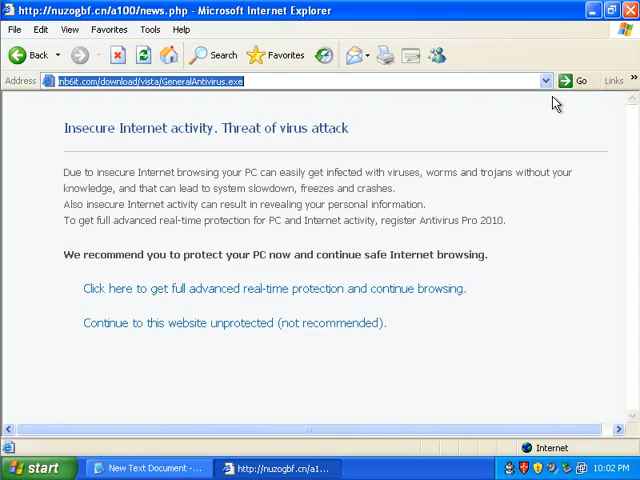 http://nuzogbf.cn/a100/news.php - Microsoft Internet Explorer
File Edit View Favorites Tools Help
Back Search Favorites
Address nb6it.com/download/vista/GeneralAntivirus.exe Go Links »
Insecure Internet activity. Threat of virus attack
Due to insecure Internet browsing your PC can easily get infected with viruses, worms and trojans without your
knowledge, and that can lead to system slowdown, freezes and crashes.
Also insecure Internet activity can result in revealing your personal information.
To get full advanced real-time protection for PC and Internet activity, register Antivirus Pro 2010.
We recommend you to protect your PC now and continue safe Internet browsing.
Click here to get full advanced real-time protection and continue browsing.
Continue to this website unprotected (not recommended).
Internet
start New Text Document -... http://nuzogbf.cn/a1... 10:02 PM